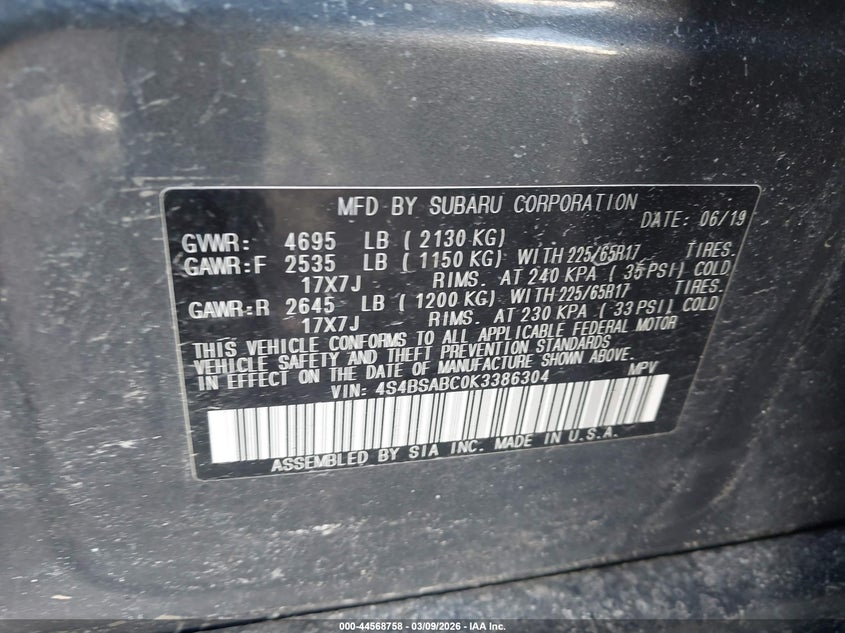 MFD BY SUBARU CORPORATION
DATE: 06/19
GVWR: 4695 LB (2130 KG)
GAWR:F 2535 LB (1150 KG) WITH 225/65R17 TIRES.
17X7J RIMS. AT 240 KPA (35 PSI) COLD
GAWR:R 2645 LB (1200 KG) WITH 225/65R17 TIRES.
17X7J RIMS. AT 230 KPA (33 PSI) COLD
THIS VEHICLE CONFORMS TO ALL APPLICABLE FEDERAL MOTOR
VEHICLE SAFETY AND THEFT PREVENTION STANDARDS
IN EFFECT ON THE DATE OF MANUFACTURE SHOWN ABOVE.
VIN: 4S4BSABC0K3386304 MPV
ASSEMBLED BY SIA INC. MADE IN U.S.A.
000-44568758 - 03/09/2026 - IAA Inc.